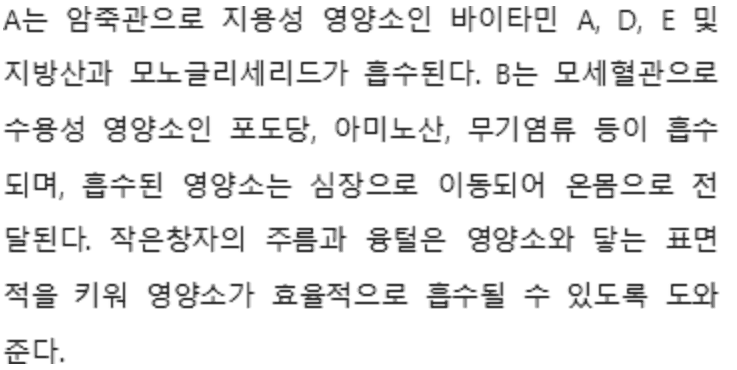 A는 암죽관으로 지용성 영양소인 바이타민 A, D, E 및
지방산과 모노글리세리드가 흡수된다. B는 모세혈관으로
수용성 영양소인 포도당, 아미노산, 무기염류 등이 흡수
되며, 흡수된 영양소는 심장으로 이동되어 온몸으로 전
달된다. 작은창자의 주름과 융털은 영양소와 닿는 표면
적을 키워 영양소가 효율적으로 흡수될 수 있도록 도와
준다.